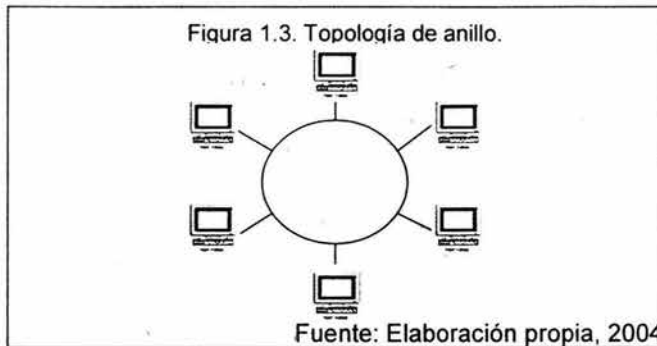 Figura 1.3. Topología de anillo.
Fuente: Elaboración propia, 2004